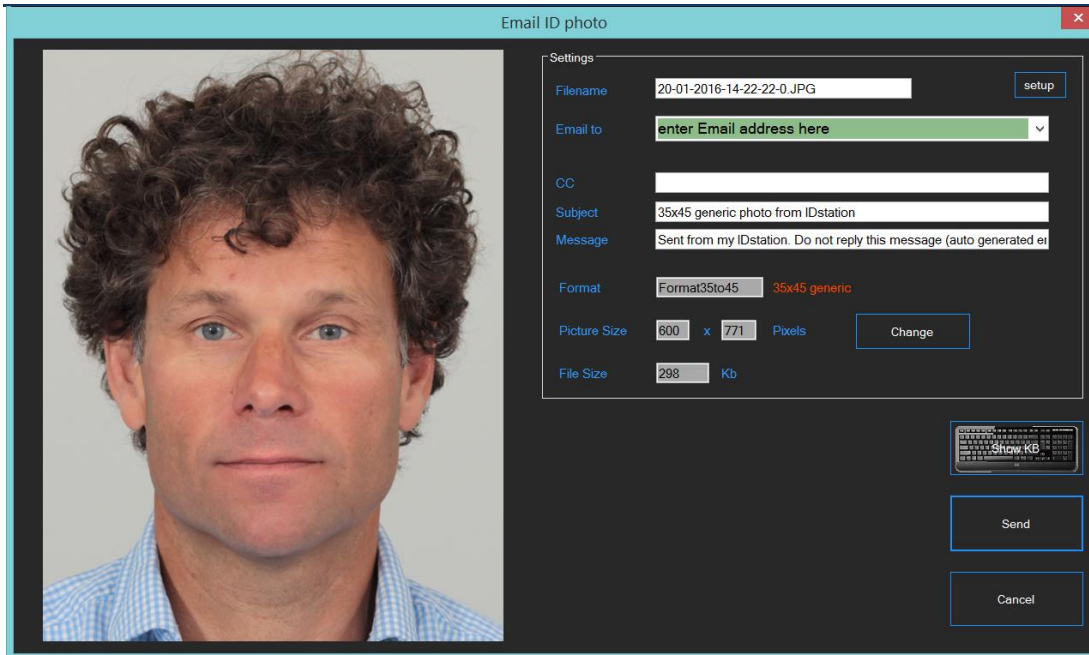 Email ID photo
Settings
Filename 20-01-2016-14-22-22-0.JPG setup
Email to enter Email address here
CC
Subject 35x45 generic photo from IDstation
Message Sent from my IDstation. Do not reply this message (auto generated er
Format Format35to45 35x45 generic
Picture Size 600 x 771 Pixels Change
File Size 298 Kb
Show KB
Send
Cancel